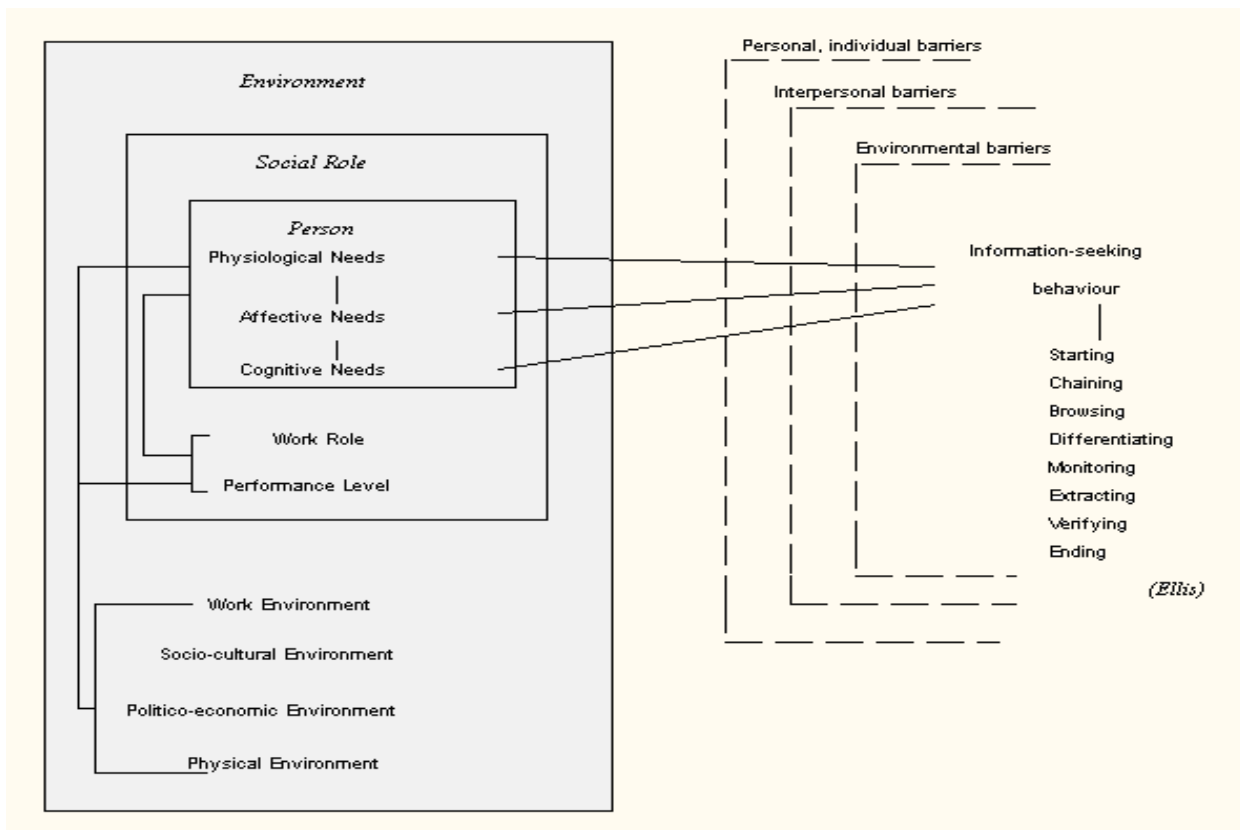 Environment
Social Role
Person
Physiological Needs
Affective Needs
Cognitive Needs
Work Role
Performance Level
Work Environment
Socio-cultural Environment
Politico-economic Environment
Physical Environment
Personal, individual barriers
Interpersonal barriers
Environmental barriers
Information-seeking
behaviour
Starting
Chaining
Browsing
Differentiating
Monitoring
Extracting
Verifying
Ending
(Ellis)